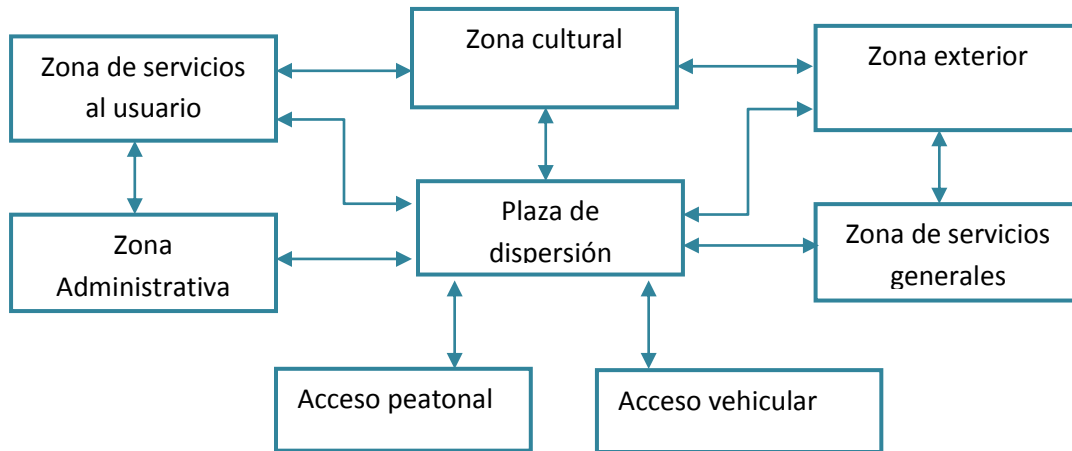 Zona cultural
Zona de servicios
al usuario
Zona exterior
Plaza de
dispersión
Zona
Administrativa
Zona de servicios
generales
Acceso peatonal
Acceso vehicular